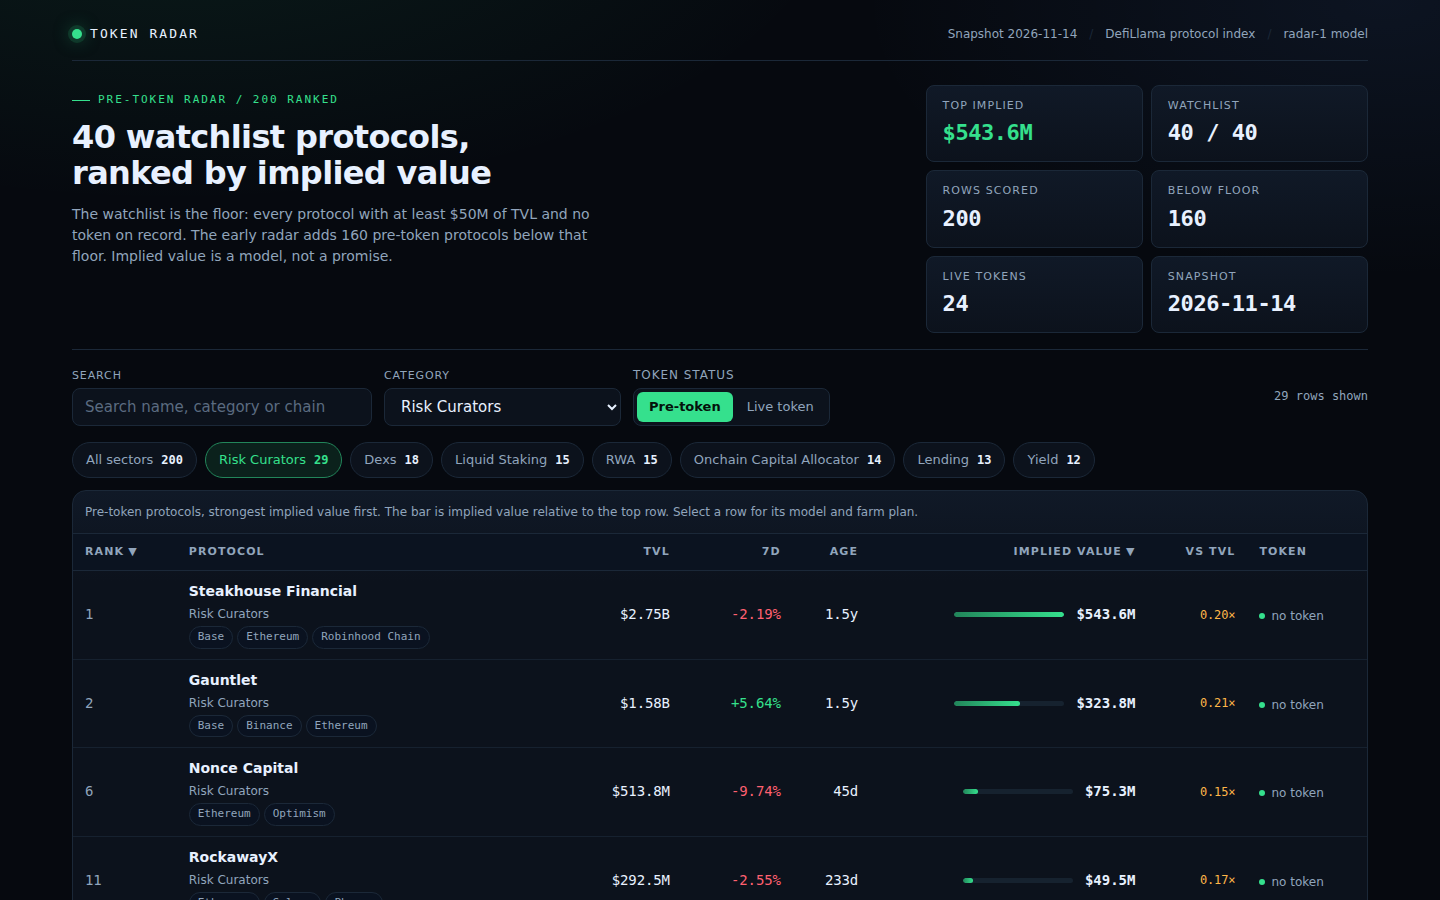 TOKEN RADAR
Snapshot 2026-11-14 / DefiLlama protocol index / radar-1 model
PRE-TOKEN RADAR / 200 RANKED
40 watchlist protocols,
ranked by implied value
The watchlist is the floor: every protocol with at least $50M of TVL and no
token on record. The early radar adds 160 pre-token protocols below that
floor. Implied value is a model, not a promise.
TOP IMPLIED
$543.6M
WATCHLIST
40 / 40
ROWS SCORED
200
BELOW FLOOR
160
LIVE TOKENS
24
SNAPSHOT
2026-11-14
SEARCH
Search name, category or chain
CATEGORY
Risk Curators
TOKEN STATUS
Pre-token Live token
29 rows shown
All sectors 200 Risk Curators 29 Dexs 18 Liquid Staking 15 RWA 15 Onchain Capital Allocator 14 Lending 13 Yield 12
Pre-token protocols, strongest implied value first. The bar is implied value relative to the top row. Select a row for its model and farm plan.
RANK ▼ PROTOCOL TVL 7D AGE IMPLIED VALUE ▼ VS TVL TOKEN
Steakhouse Financial
1 Risk Curators $2.75B -2.19% 1.5y $543.6M 0.20× no token
Base Ethereum Robinhood Chain
Gauntlet
2 Risk Curators $1.58B +5.64% 1.5y $323.8M 0.21× no token
Base Binance Ethereum
Nonce Capital
6 Risk Curators $513.8M -9.74% 45d $75.3M 0.15× no token
Ethereum Optimism
RockawayX
11 Risk Curators $292.5M -2.55% 233d $49.5M 0.17× no token